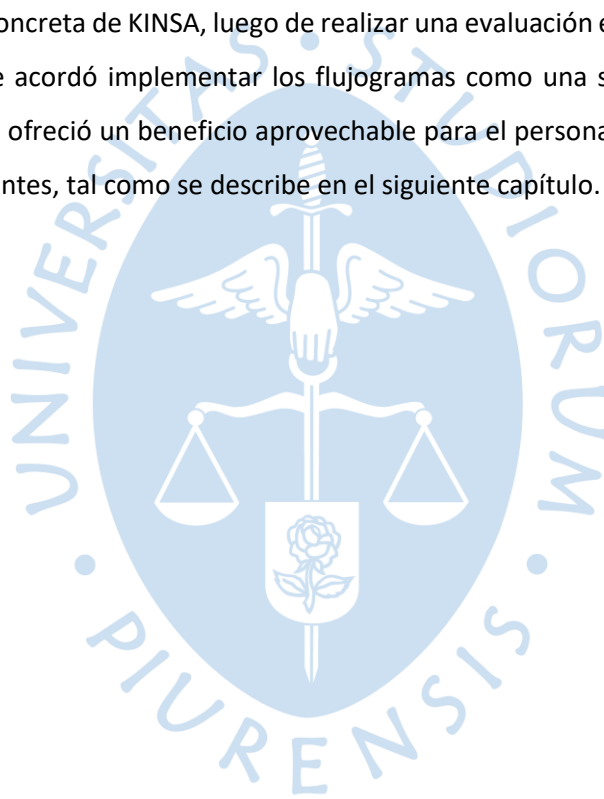 oncreta de KINSA, luego de realizar una evaluación e
e acordó implementar los flujogramas como una s
ofreció un beneficio aprovechable para el persona
ntes, tal como se describe en el siguiente capítulo.
UNIVERSITAS • STUDIORUM • PIURENSIS •